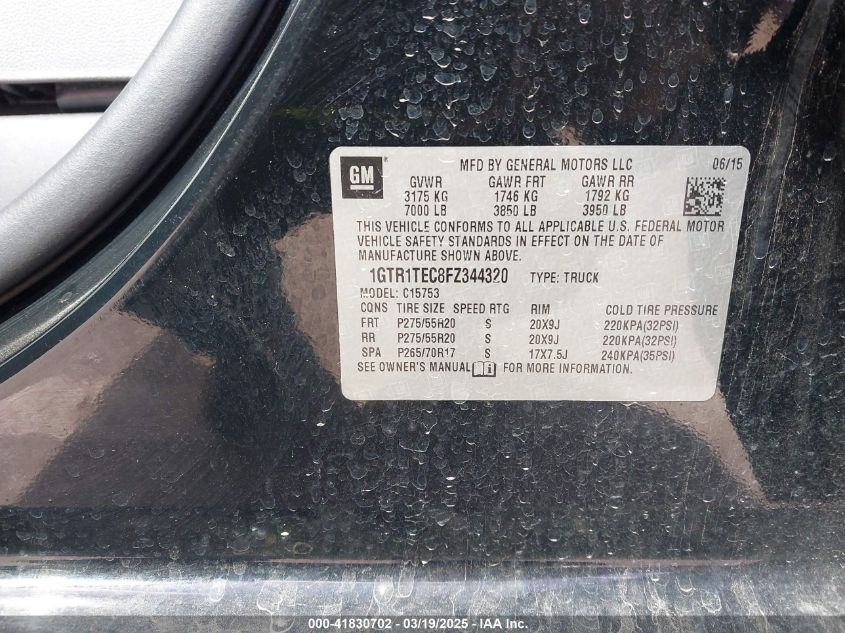 MFD BY GENERAL MOTORS LLC 06/15
GM
GVWR GAWR FRT GAWR RR
3175 KG 1746 KG 1792 KG
7000 LB 3850 LB 3950 LB
THIS VEHICLE CONFORMS TO ALL APPLICABLE U.S. FEDERAL MOTOR
VEHICLE SAFETY STANDARDS IN EFFECT ON THE DATE OF
MANUFACTURE SHOWN ABOVE.
1GTR1TEC8FZ344320 TYPE: TRUCK
MODEL: C15753
CQNS TIRE SIZE SPEED RTG RIM COLD TIRE PRESSURE
FRT P275/55R20 S 20X9J 220KPA(32PSI)
RR P275/55R20 S 20X9J 220KPA(32PSI)
SPA P265/70R17 S 17X7.5J 240KPA(35PSI)
SEE OWNER'S MANUAL i FOR MORE INFORMATION.
000-41830702 - 03/19/2025 - www.iaai.com